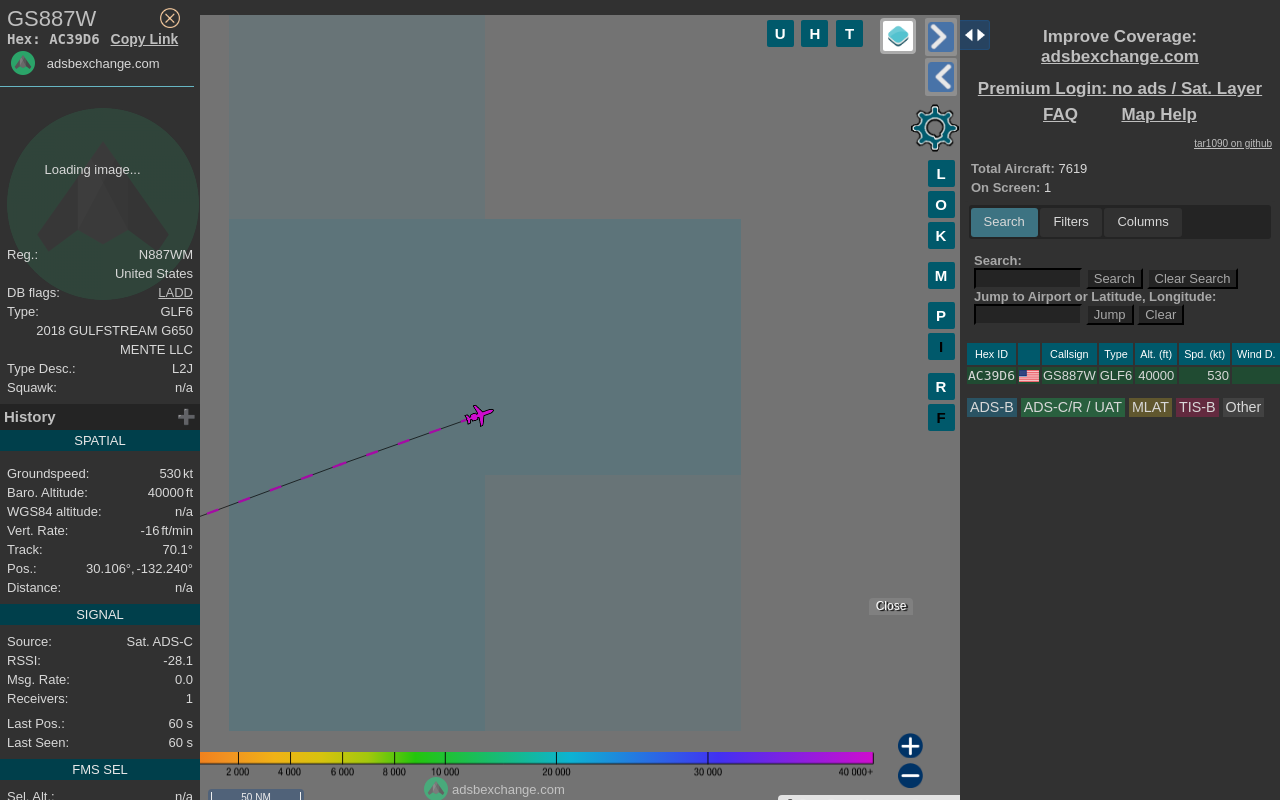 GS887W
Hex: AC39D6 Copy Link
adsbexchange.com
Loading image...
Reg.: N887WM
United States
DB flags: LADD
Type: GLF6
2018 GULFSTREAM G650
MENTE LLC
Type Desc.: L2J
Squawk: n/a
History
SPATIAL
Groundspeed: 530 kt
Baro. Altitude: 40000 ft
WGS84 altitude: n/a
Vert. Rate: -16 ft/min
Track: 70.1°
Pos.: 30.106°, -132.240°
Distance: n/a
SIGNAL
Source: Sat. ADS-C
RSSI: -28.1
Msg. Rate: 0.0
Receivers: 1
Last Pos.: 60 s
Last Seen: 60 s
FMS SEL
Sel. Alt.: n/a
U H T
L
O
K
M
P
I
R
F
Close
2 000 4 000 6 000 8 000 10 000 20 000 30 000 40 000+
adsbexchange.com
50 NM
Improve Coverage:
adsbexchange.com
Premium Login: no ads / Sat. Layer
FAQ Map Help
tar1090 on github
Total Aircraft: 7619
On Screen: 1
Search Filters Columns
Search:
Search Clear Search
Jump to Airport or Latitude, Longitude:
Jump Clear
Hex ID Callsign Type Alt. (ft) Spd. (kt) Wind D.
AC39D6 GS887W GLF6 40000 530
ADS-B ADS-C/R / UAT MLAT TIS-B Other